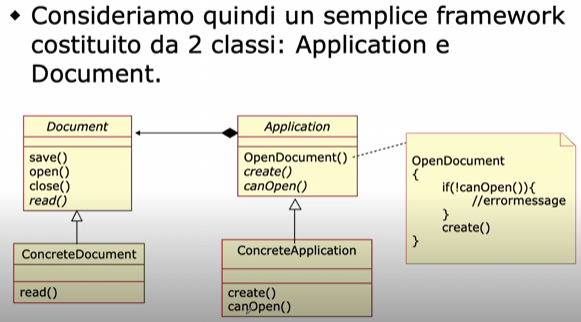 Consideriamo quindi un semplice framework
costituito da 2 classi: Application e
Document.
Document
save()
open()
close()
read()
Application
OpenDocument()
create()
canOpen()
OpenDocument
{
if(!canOpen()){
//errormessage
}
create()
}
ConcreteDocument
read()
ConcreteApplication
create()
canOpen()